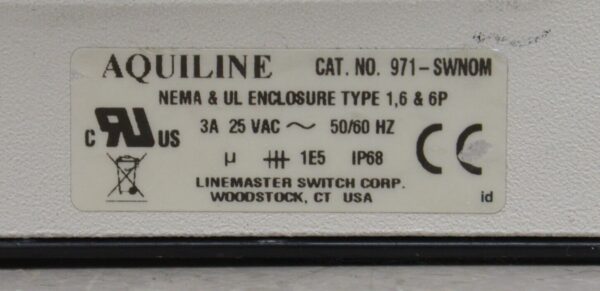 AQUILINE CAT. NO. 971-SWNOM
NEMA & UL ENCLOSURE TYPE 1,6 & 6P
c RU US 3A 25 VAC ~ 50/60 HZ
µ 1E5 IP68 CE
LINEMASTER SWITCH CORP.
WOODSTOCK, CT USA
id